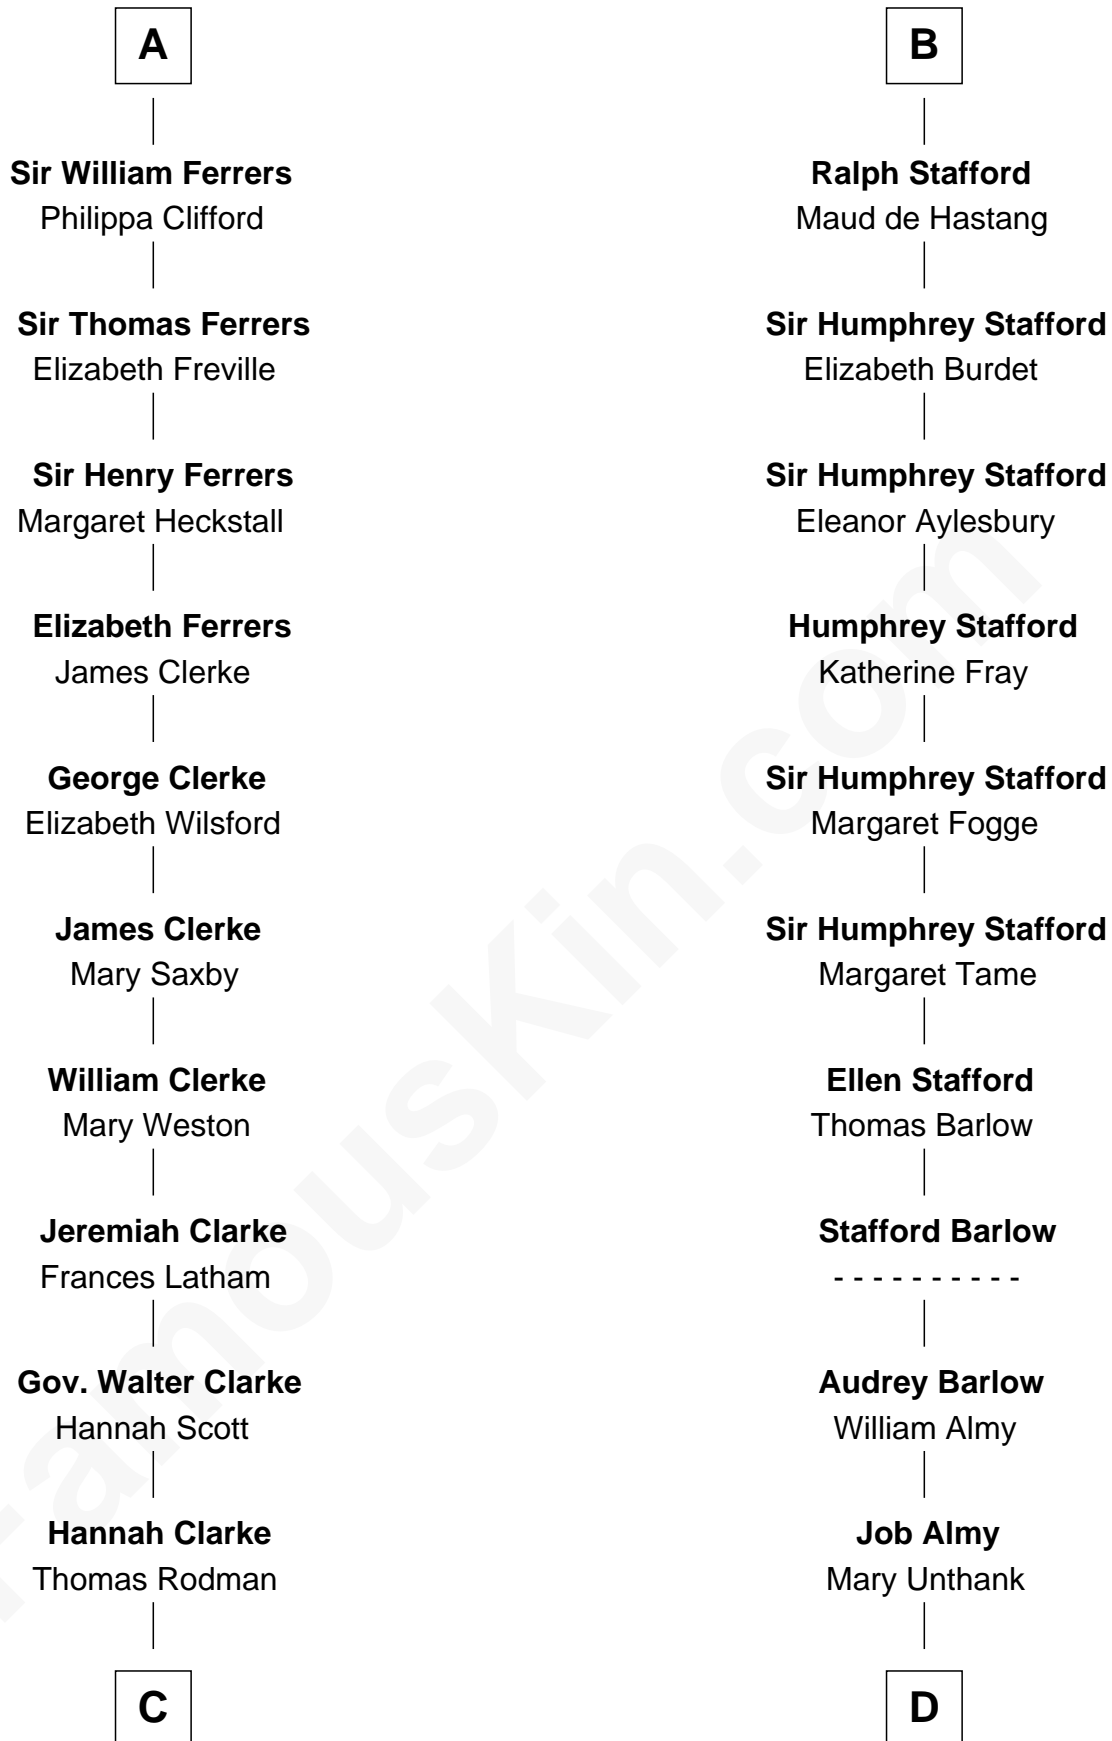 A
Sir William Ferrers
Philippa Clifford
Sir Thomas Ferrers
Elizabeth Freville
Sir Henry Ferrers
Margaret Heckstall
Elizabeth Ferrers
James Clerke
George Clerke
Elizabeth Wilsford
James Clerke
Mary Saxby
William Clerke
Mary Weston
Jeremiah Clarke
Frances Latham
Gov. Walter Clarke
Hannah Scott
Hannah Clarke
Thomas Rodman
C
B
Ralph Stafford
Maud de Hastang
Sir Humphrey Stafford
Elizabeth Burdet
Sir Humphrey Stafford
Eleanor Aylesbury
Humphrey Stafford
Katherine Fray
Sir Humphrey Stafford
Margaret Fogge
Sir Humphrey Stafford
Margaret Tame
Ellen Stafford
Thomas Barlow
Stafford Barlow
- - - - - - - - - -
Audrey Barlow
William Almy
Job Almy
Mary Unthank
D
FamousKin.com